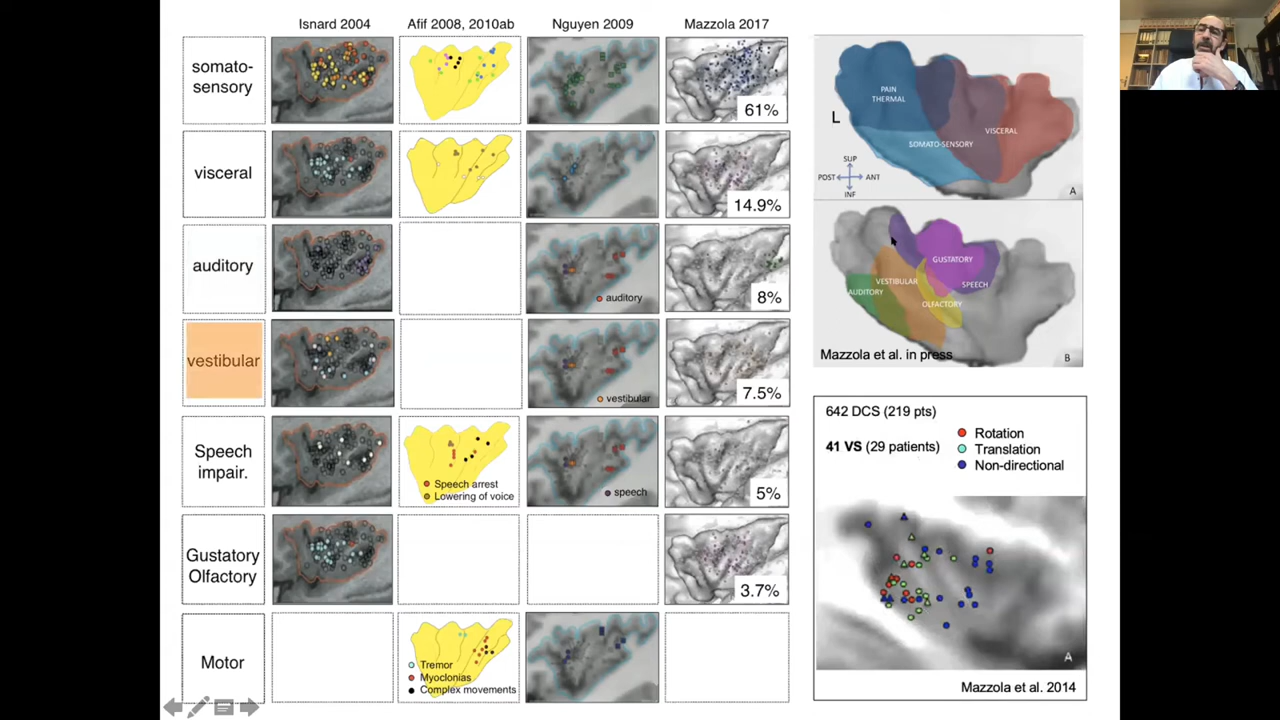 Isnard 2004
Afif 2008, 2010ab
Nguyen 2009
Mazzola 2017
somato-
sensory
61%
visceral
14.9%
auditory
auditory
8%
vestibular
vestibular
7.5%
Speech
impair.
Speech arrest
Lowering of voice
speech
5%
Gustatory
Olfactory
3.7%
Motor
Tremor
Myoclonias
Complex movements
PAIN
THERMAL
VISCERAL
L
SOMATO-SENSORY
SUP
POST
ANT
INF
A
GUSTATORY
VESTIBULAR
SPEECH
AUDITORY
OLFACTORY
Mazzola et al. in press
B
642 DCS (219 pts)
41 VS (29 patients)
Rotation
Translation
Non-directional
A
Mazzola et al. 2014